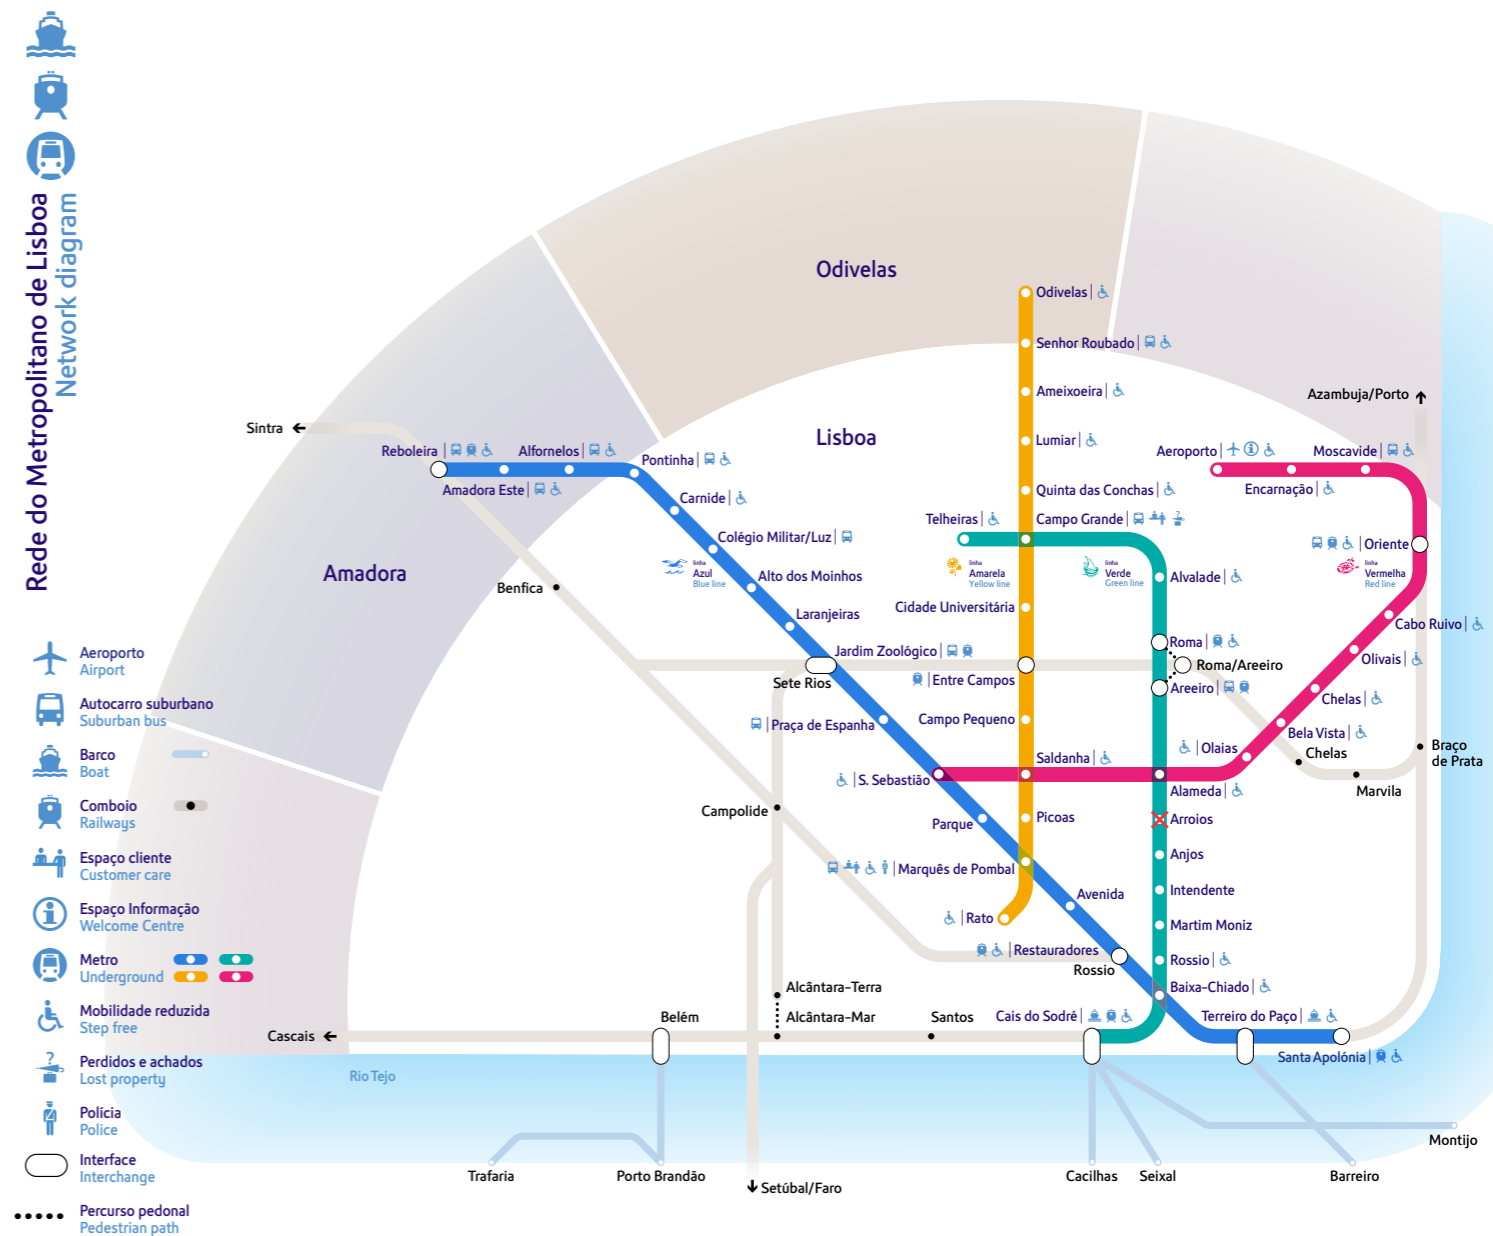 Rede do Metropolitano de Lisboa
Network diagram
Odivelas
Lisboa
Amadora
Odivelas
Senhor Roubado
Ameixoeira
Lumiar
Quinta das Conchas
Campo Grande
Telheiras
Cidade Universitária
Entre Campos
Campo Pequeno
Saldanha
Picoas
Marquês de Pombal
Rato
linha
Amarela
Yellow line
Sintra
Reboleira
Amadora Este
Alfornelos
Pontinha
Carnide
Colégio Militar/Luz
linha
Azul
Blue line
Alto dos Moinhos
Laranjeiras
Jardim Zoológico
Sete Rios
Praça de Espanha
S. Sebastião
Parque
Avenida
Restauradores
Rossio
Baixa-Chiado
Terreiro do Paço
Santa Apolónia
linha
Verde
Green line
Alvalade
Roma
Roma/Areeiro
Areeiro
Alameda
Arroios
Anjos
Intendente
Martim Moniz
Rossio
Cais do Sodré
Azambuja/Porto
Aeroporto
Encarnação
Moscavide
Oriente
linha
Vermelha
Red line
Cabo Ruivo
Olivais
Chelas
Bela Vista
Olaias
Chelas
Marvila
Braço
de Prata
Benfica
Campolide
Alcântara-Terra
Alcântara-Mar
Santos
Belém
Cascais
Rio Tejo
Trafaria
Porto Brandão
Setúbal/Faro
Cacilhas
Seixal
Barreiro
Montijo
Aeroporto
Airport
Autocarro suburbano
Suburban bus
Barco
Boat
Comboio
Railways
Espaço cliente
Customer care
Espaço Informação
Welcome Centre
Metro
Underground
Mobilidade reduzida
Step free
Perdidos e achados
Lost property
Polícia
Police
Interface
Interchange
Percurso pedonal
Pedestrian path